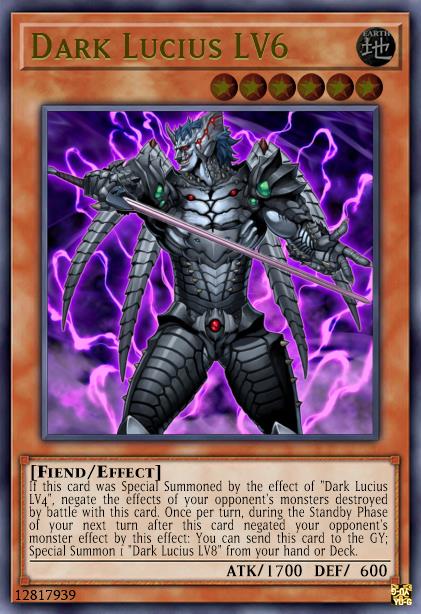 DARK LUCIUS LV6
EARTH
地
[FIEND/EFFECT]
If this card was Special Summoned by the effect of "Dark Lucius
LV4", negate the effects of your opponent's monsters destroyed
by battle with this card. Once per turn, during the Standby Phase
of your next turn after this card negated your opponent's
monster effect by this effect: You can send this card to the GY;
Special Summon 1 "Dark Lucius LV8" from your hand or Deck.
ATK/1700 DEF/ 600
12817939